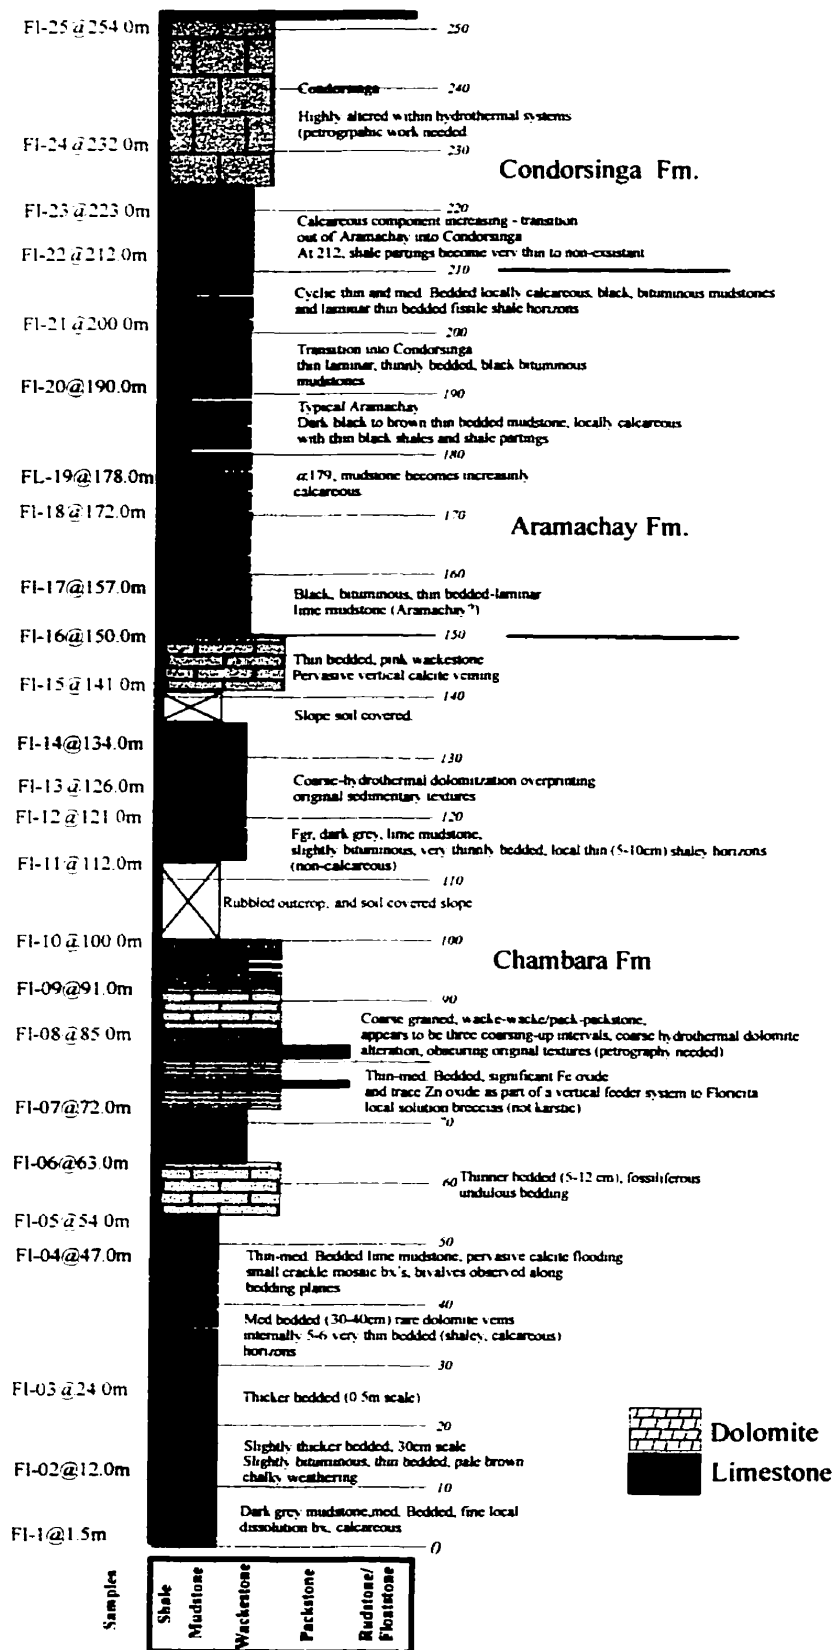 Fl-25@254.0m
250
240
Condorsinga
Highly altered within hydrothermal systems
(petrogrpahic work needed
Fl-24@232.0m
230
Condorsinga Fm.
Fl-23@223.0m
220
Calcareous component increasing - transition
out of Aramachay into Condorsinga
At 212, shale partings become very thin to non-exsistant
Fl-22@212.0m
210
Cyclic thin and med. Bedded locally calcareous, black, bituminous mudstones
and laminar thin bedded fissile shale horizons
Fl-21@200.0m
200
Transition into Condorsinga
thin laminar, thinnly bedded, black bituminous
mudstones
Fl-20@190.0m
190
Typical Aramachay
Dark black to brown thin bedded mudstone, locally calcareous
with thin black shales and shale partings
180
FL-19@178.0m
@179, mudstone becomes increasinly
calcareous
Fl-18@172.0m
170
Aramachay Fm.
160
Fl-17@157.0m
Black, bituminous, thin bedded-laminar
lime mudstone (Aramachay?)
Fl-16@150.0m
150
Thin bedded, pink wackestone
Pervasive vertical calcite veining
Fl-15@141.0m
140
Slope soil covered.
Fl-14@134.0m
130
Fl-13@126.0m
Coarse-hydrothermal dolomitization overprinting
original sedimentary textures
Fl-12@121.0m
120
Fgr, dark grey, lime mudstone,
slightly bituminous, very thinnly bedded, local thin (5-10cm) shaley horizons
(non-calcareous)
Fl-11@112.0m
110
Rubbled outcrop, and soil covered slope
Fl-10@100.0m
100
Chambara Fm
Fl-09@91.0m
90
Coarse grained, wacke-wacke/pack-packstone,
appears to be three coarsing-up intervals, coarse hydrothermal dolomite
alteration, obscuring original textures (petrography needed)
Fl-08@85.0m
Thin-med. Bedded, significant Fe oxide
and trace Zn oxide as part of a vertical feeder system to Florcita
local solution breccias (not karstic)
Fl-07@72.0m
70
Fl-06@63.0m
60
Thinner bedded (5-12 cm), fossiliferous
undulous bedding
Fl-05@54.0m
50
Fl-04@47.0m
Thin-med. Bedded lime mudstone, pervasive calcite flooding
small crackle mosaic bx's, bivalves observed along
bedding planes
40
Med bedded (30-40cm) rare dolomite veins
internally 5-6 very thin bedded (shaley, calcareous)
horizons
30
Fl-03@24.0m
Thicker bedded (0.5m scale)
20
Slightly thicker bedded, 30cm scale
Slightly bituminous, thin bedded, pale brown
chalky weathering
Fl-02@12.0m
10
Dark grey mudstone,med. Bedded, fine local
dissolution bx, calcareous
Fl-1@1.5m
0
Dolomite
Limestone
Samples
Shale
Mudstone
Wackestone
Packstone
Rudstone/
Floatstone